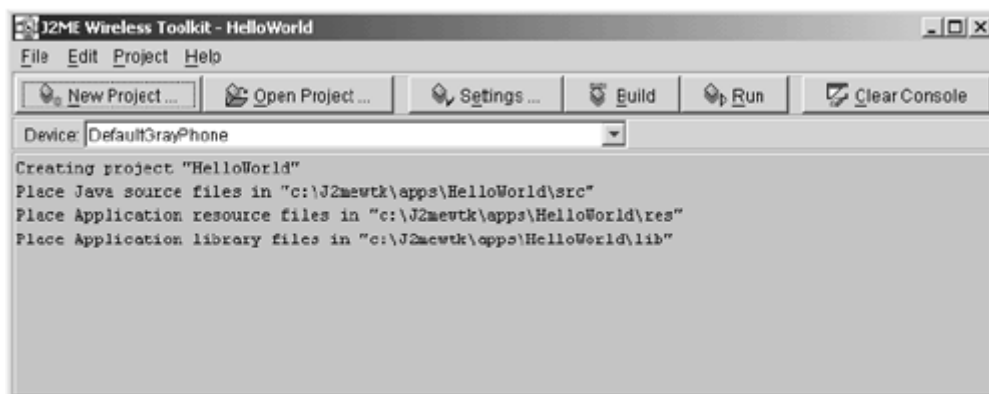 J2ME Wireless Toolkit - HelloWorld
File Edit Project Help
New Project ... Open Project ... Settings ... Build Run Clear Console
Device: DefaultGrayPhone
Creating project "HelloWorld"
Place Java source files in "c:\J2mewtk\apps\HelloWorld\src"
Place Application resource files in "c:\J2mewtk\apps\HelloWorld\res"
Place Application library files in "c:\J2mewtk\apps\HelloWorld\lib"